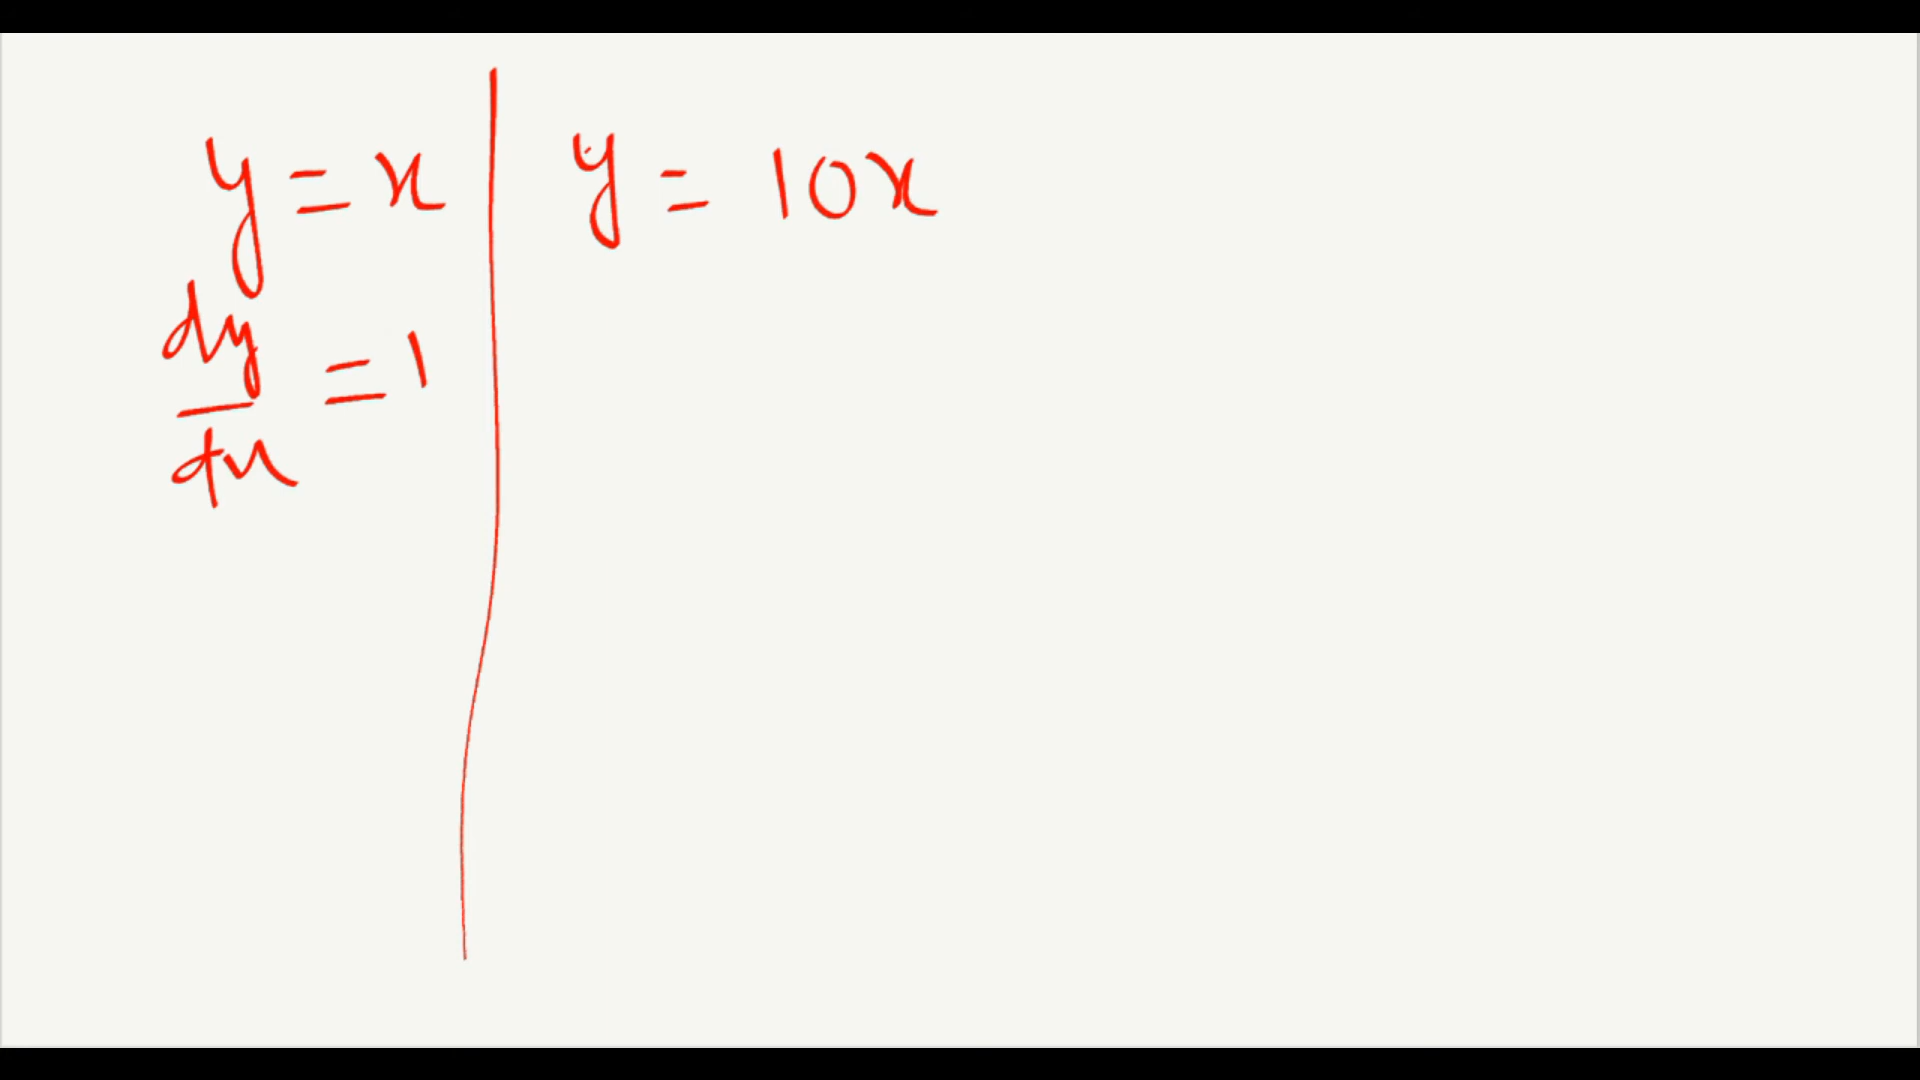 y = x
dy/dx = 1
y = 10x